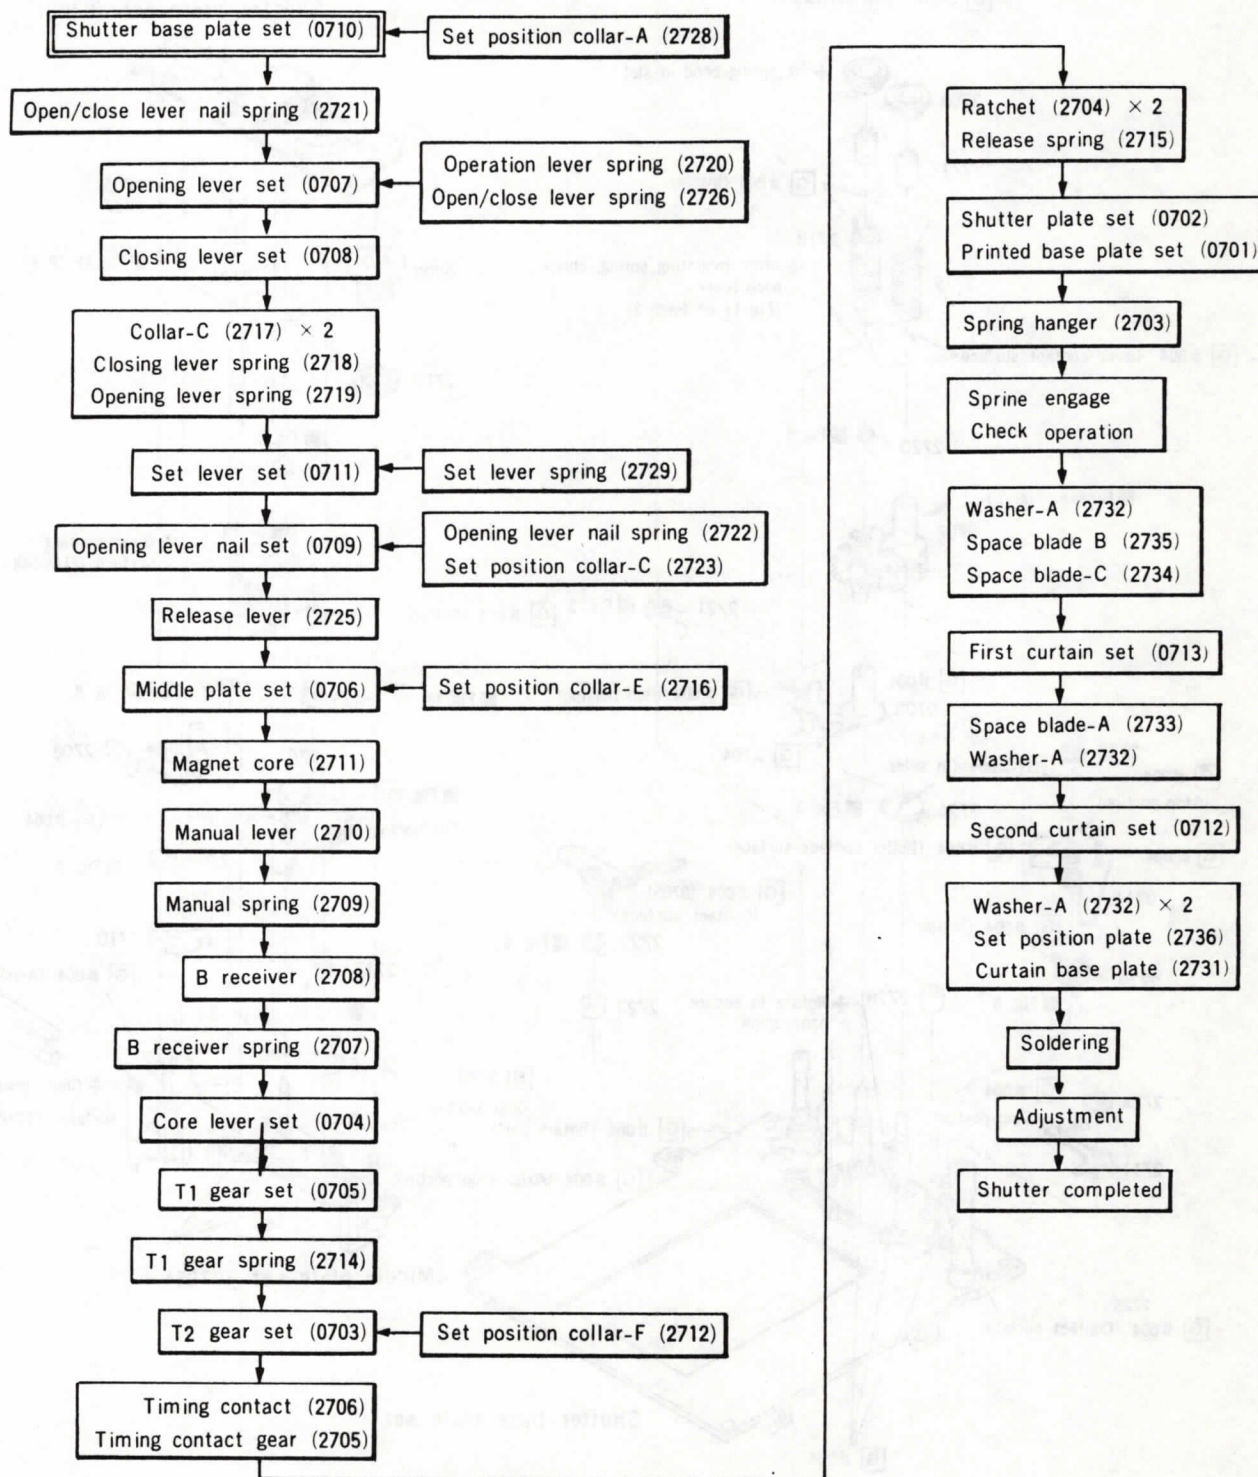 Shutter base plate set (0710)
Set position collar-A (2728)
Open/close lever nail spring (2721)
Opening lever set (0707)
Operation lever spring (2720)
Open/close lever spring (2726)
Closing lever set (0708)
Collar-C (2717) × 2
Closing lever spring (2718)
Opening lever spring (2719)
Set lever set (0711)
Set lever spring (2729)
Opening lever nail set (0709)
Opening lever nail spring (2722)
Set position collar-C (2723)
Release lever (2725)
Middle plate set (0706)
Set position collar-E (2716)
Magnet core (2711)
Manual lever (2710)
Manual spring (2709)
B receiver (2708)
B receiver spring (2707)
Core lever set (0704)
T1 gear set (0705)
T1 gear spring (2714)
T2 gear set (0703)
Set position collar-F (2712)
Timing contact (2706)
Timing contact gear (2705)
Ratchet (2704) × 2
Release spring (2715)
Shutter plate set (0702)
Printed base plate set (0701)
Spring hanger (2703)
Sprine engage
Check operation
Washer-A (2732)
Space blade B (2735)
Space blade-C (2734)
First curtain set (0713)
Space blade-A (2733)
Washer-A (2732)
Second curtain set (0712)
Washer-A (2732) × 2
Set position plate (2736)
Curtain base plate (2731)
Soldering
Adjustment
Shutter completed